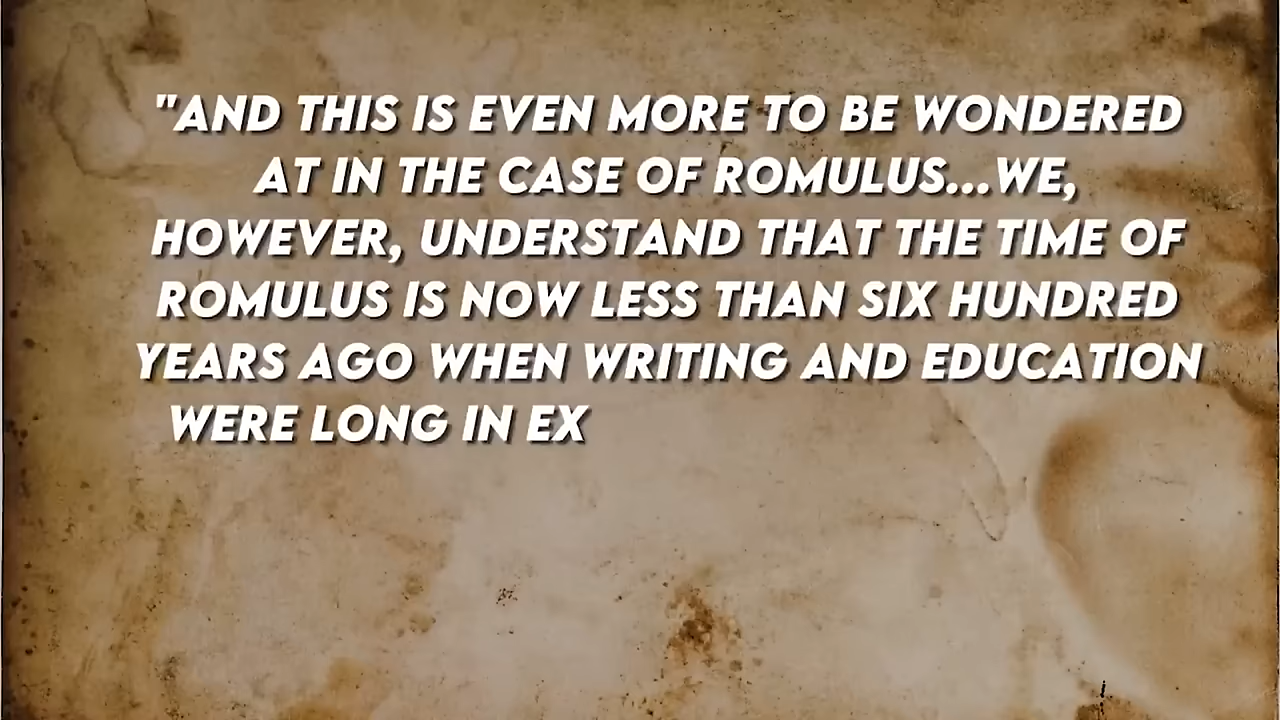 "AND THIS IS EVEN MORE TO BE WONDERED
AT IN THE CASE OF ROMULUS...WE,
HOWEVER, UNDERSTAND THAT THE TIME OF
ROMULUS IS NOW LESS THAN SIX HUNDRED
YEARS AGO WHEN WRITING AND EDUCATION
WERE LONG IN EX